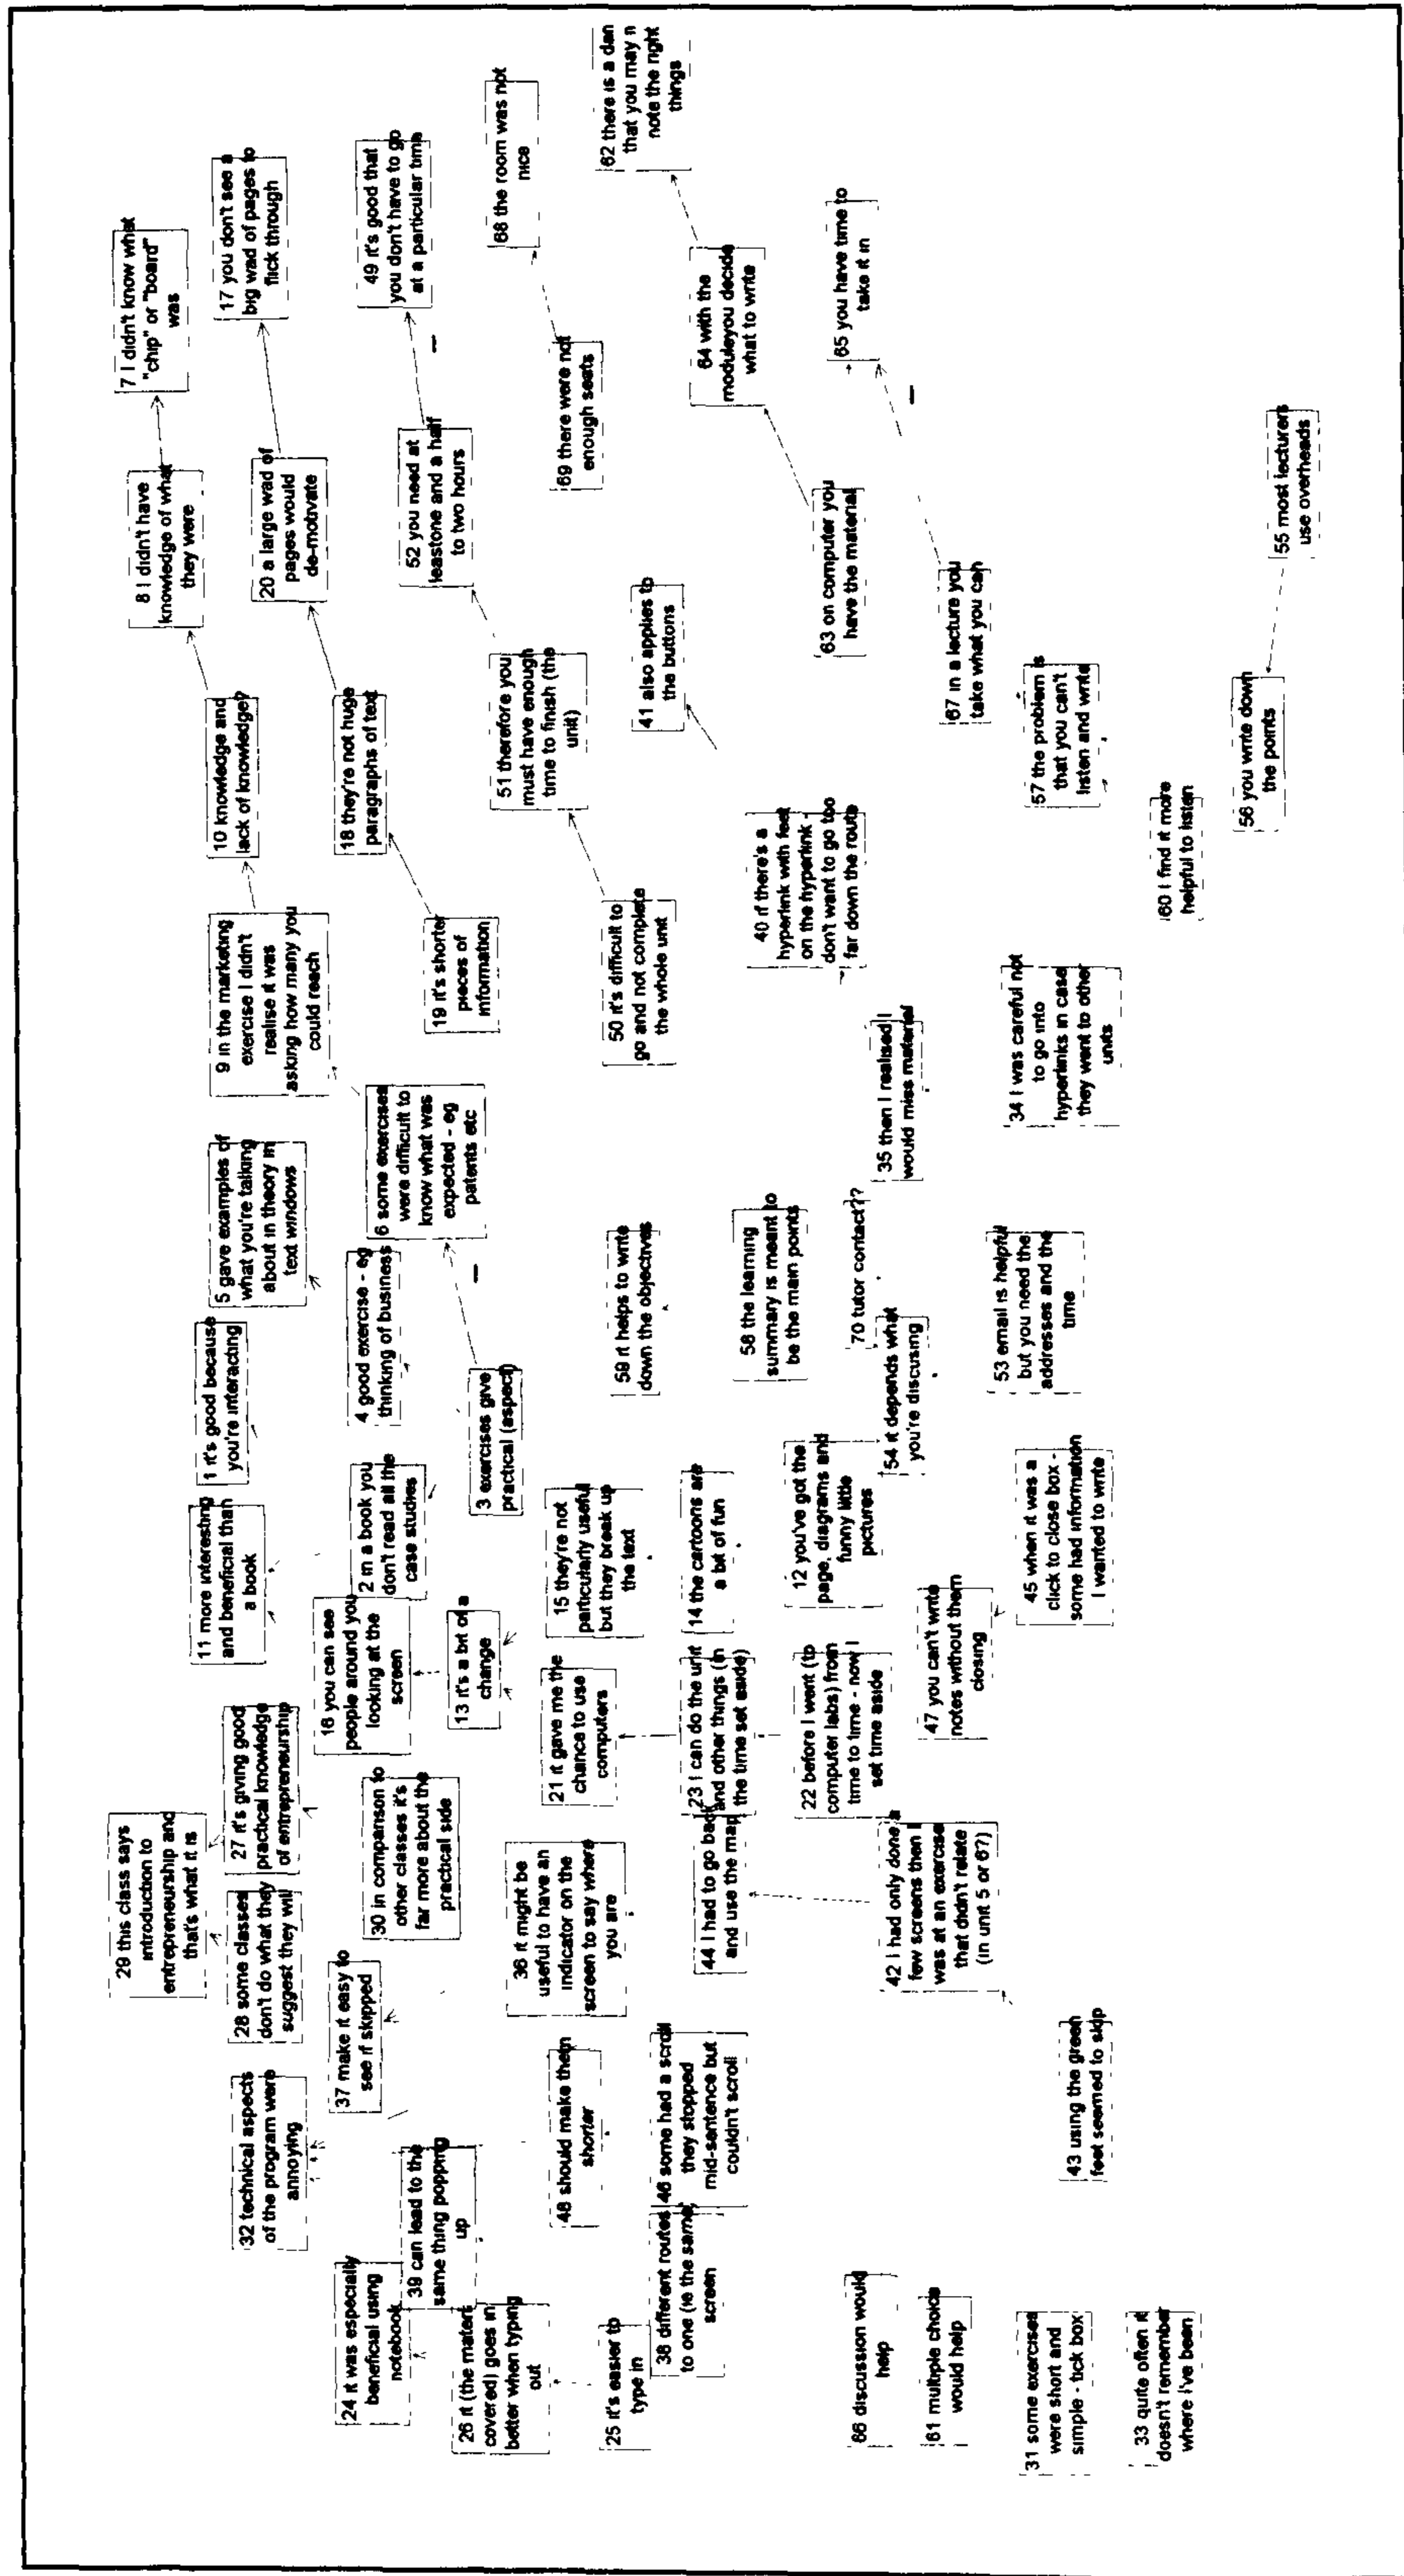 29 this class says
introduction to
entrepreneurship and
that's what it is
32 technical aspects
of the program were
annoying
28 some classes
don't do what they
suggest they will
27 it's giving good
practical knowledge
of entrepreneurship
11 more interesting
and beneficial than
a book
1 it's good because
you're interacting
5 gave examples of
what you're talking
about in theory in
text windows
9 in the marketing
exercise I didn't
realise it was
asking how many you
could reach
10 knowledge and
lack of knowledge?
8 I didn't have
knowledge of what
they were
7 I didn't know what
"chip" or "board"
was
24 it was especially
beneficial using
notebook
37 make it easy to
see if skipped
30 in comparison to
other classes it's
far more about the
practical side
16 you can see
people around you
looking at the
screen
2 in a book you
don't read all the
case studies
4 good exercise - eg
thinking of business
6 some exercises
were difficult to
know what was
expected - eg
patents etc
18 they're not huge
paragraphs of text
20 a large wad of
pages would
de-motivate
17 you don't see a
big wad of pages to
flick through
39 can lead to the
same thing popping
up
26 it (the materi
covered) goes in
better when typing
out
13 it's a bit of a
change
3 exercises give
practical (aspect)
19 it's shorter
pieces of
information
52 you need at
leastone and a half
to two hours
49 it's good that
you don't have to go
at a particular time
48 should make them
shorter
36 it might be
useful to have an
indicator on the
screen to say where
you are
21 it gave me the
chance to use
computers
15 they're not
particularly useful
but they break up
the text
51 therefore you
must have enough
time to finish (the
unit)
69 there were not
enough seats
68 the room was not
nice
25 it's easier to
type in
38 different routes
to one (ie the same)
screen
46 some had a scroll
they stopped
mid-sentence but
couldn't scroll
44 I had to go back
and use the map
23 I can do the unit
and other things (in
the time set aside)
14 the cartoons are
a bit of fun
59 it helps to write
down the objectives
50 it's difficult to
go and not complete
the whole unit
41 also applies to
the buttons
62 there is a dan
that you may n
note the right
things
22 before I went (to
computer labs) from
time to time - now I
set time aside
12 you've got the
page, diagrams and
funny little
pictures
58 the learning
summary is meant to
be the main points
40 if there's a
hyperlink with feet
on the hyperlink -
don't want to go too
far down the route
64 with the
moduleyou decide
what to write
66 discussion would
help
42 I had only done a
few screens then I
was at an exercise
that didn't relate
(in unit 5 or 6?)
54 it depends what
you're discusing
70 tutor contact??
35 then I realised I
would miss material
63 on computer you
have the material
65 you have time to
take it in
61 multiple choice
would help
47 you can't write
notes without them
closing
67 in a lecture you
take what you can
31 some exercises
were short and
simple - tick box
43 using the green
feet seemed to skip
45 when it was a
click to close box -
some had information
I wanted to write
53 email is helpful
but you need the
addresses and the
time
34 I was careful not
to go into
hyperlinks in case
they went to other
units
57 the problem is
that you can't
listen and write
33 quite often it
doesn't remember
where I've been
60 I find it more
helpful to listen
56 you write down
the points
55 most lecturers
use overheads